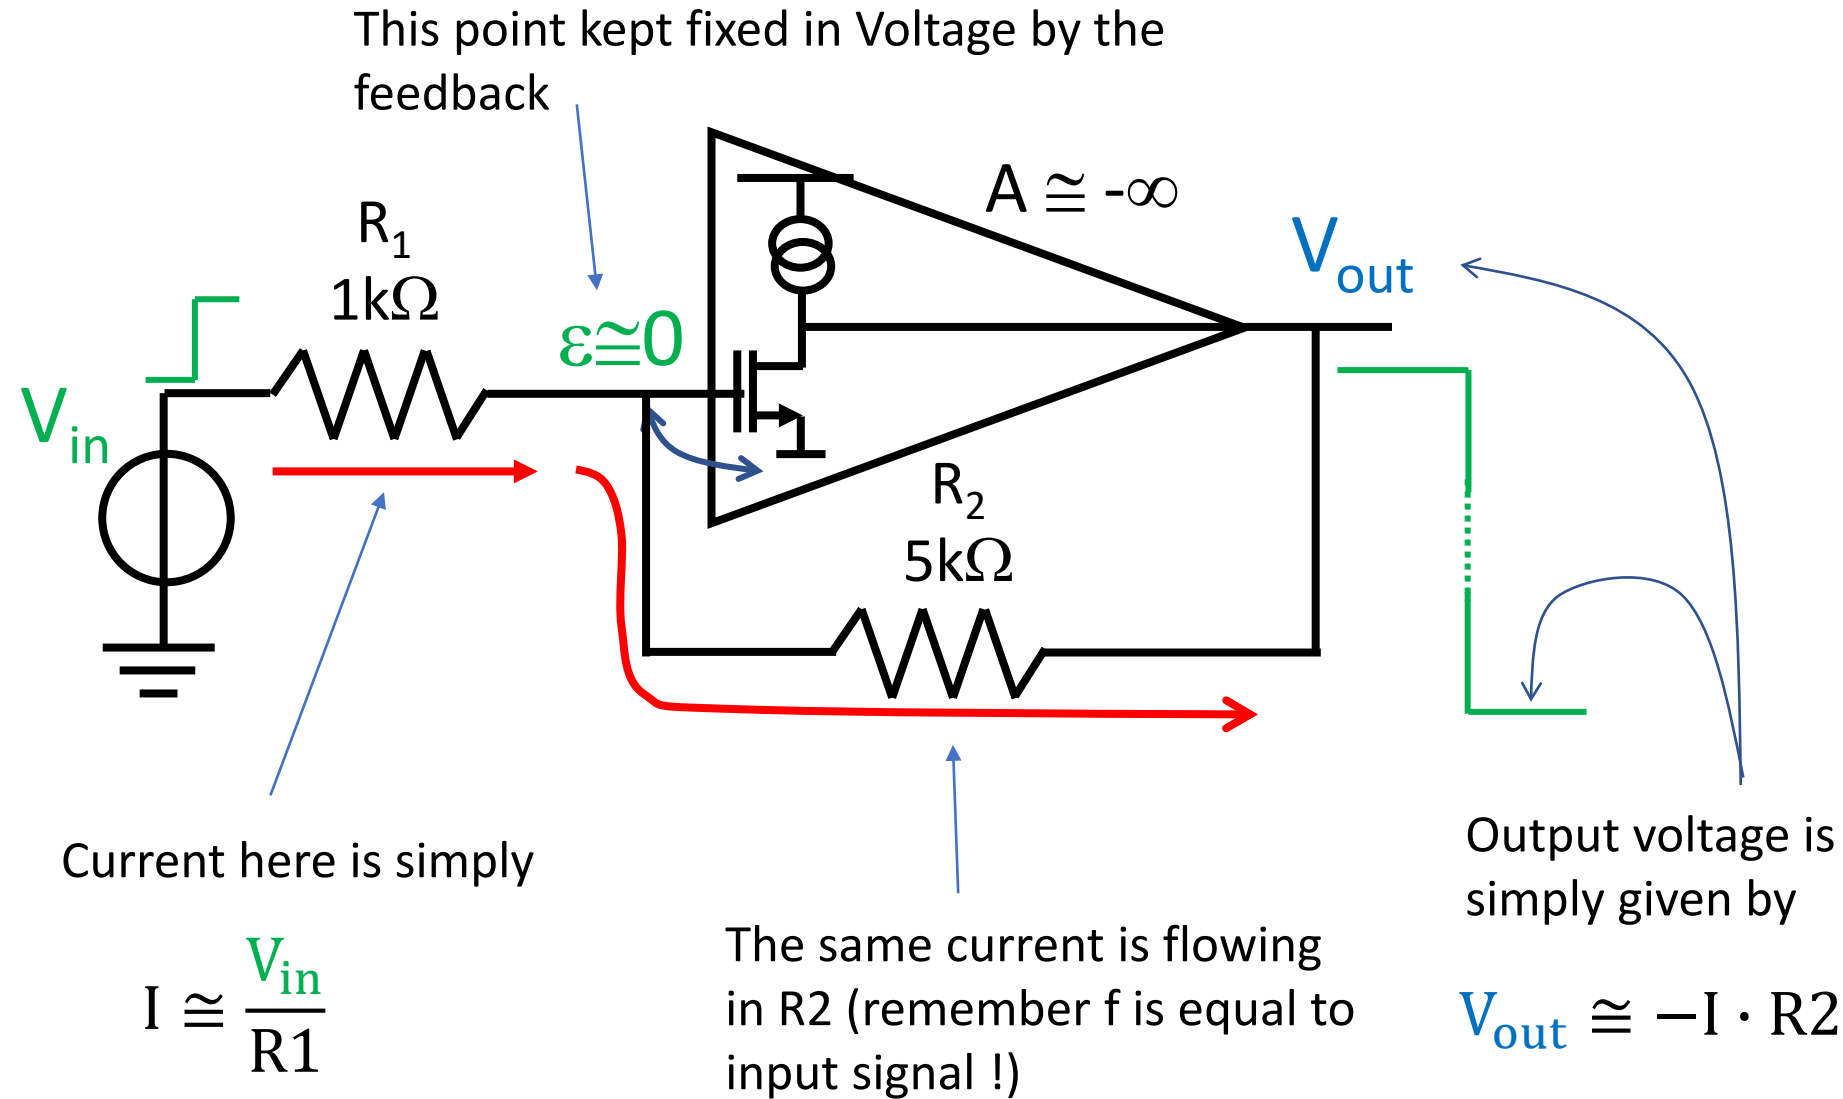 This point kept fixed in Voltage by the
feedback
A ≅ -∞
R1
1kΩ
Vout
ε≅0
Vin
R2
5kΩ
Current here is simply
I ≅ Vin/R1
The same current is flowing
in R2 (remember f is equal to
input signal !)
Output voltage is
simply given by
Vout ≅ −I · R2